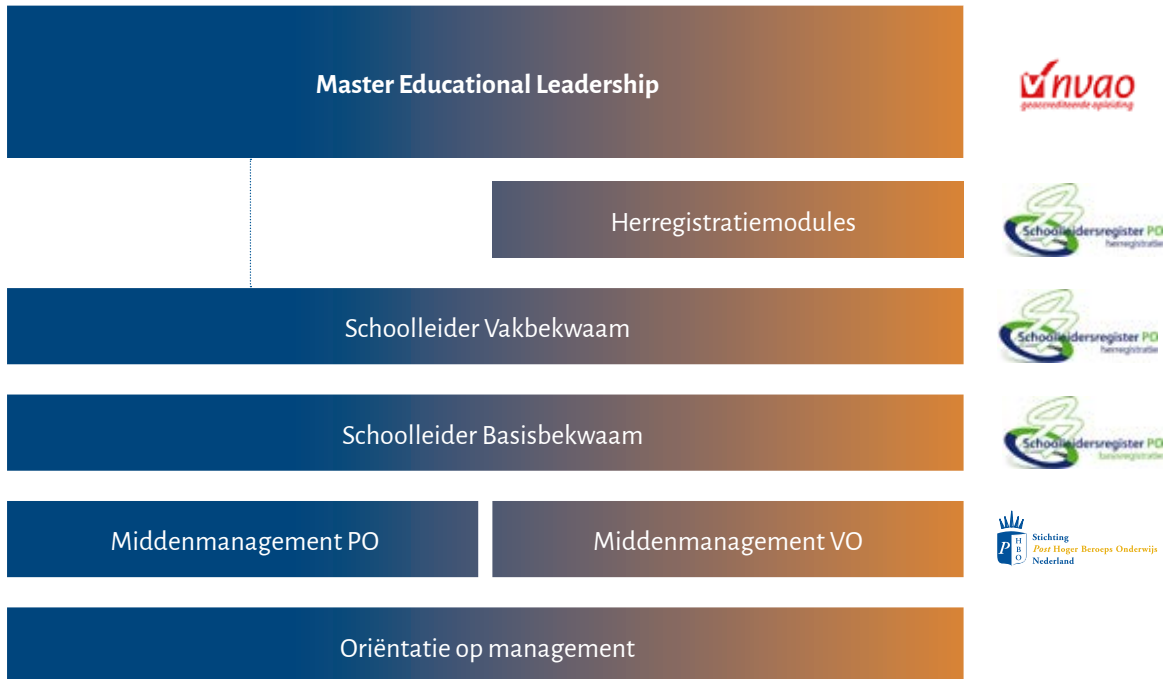 Master Educational Leadership
nvao
geaccrediteerde opleiding
Herregistratiemodules
Schoolleidersregister PO
herregistratie
Schoolleider Vakbekwaam
Schoolleidersregister PO
herregistratie
Schoolleider Basisbekwaam
Schoolleidersregister PO
basisregistratie
Middenmanagement PO
Middenmanagement VO
P
H
B
O
Stichting
Post Hoger Beroeps Onderwijs
Nederland
Oriëntatie op management